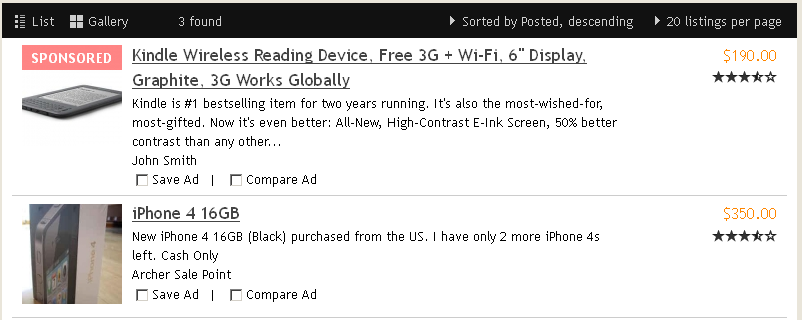 List Gallery 3 found Sorted by Posted, descending 20 listings per page
SPONSORED Kindle Wireless Reading Device, Free 3G + Wi-Fi, 6" Display, $190.00
Graphite, 3G Works Globally
Kindle is #1 bestselling item for two years running. It's also the most-wished-for,
most-gifted. Now it's even better: All-New, High-Contrast E-Ink Screen, 50% better
contrast than any other...
John Smith
Save Ad | Compare Ad
iPhone 4 16GB $350.00
New iPhone 4 16GB (Black) purchased from the US. I have only 2 more iPhone 4s
left. Cash Only
Archer Sale Point
Save Ad | Compare Ad
iPhone 4